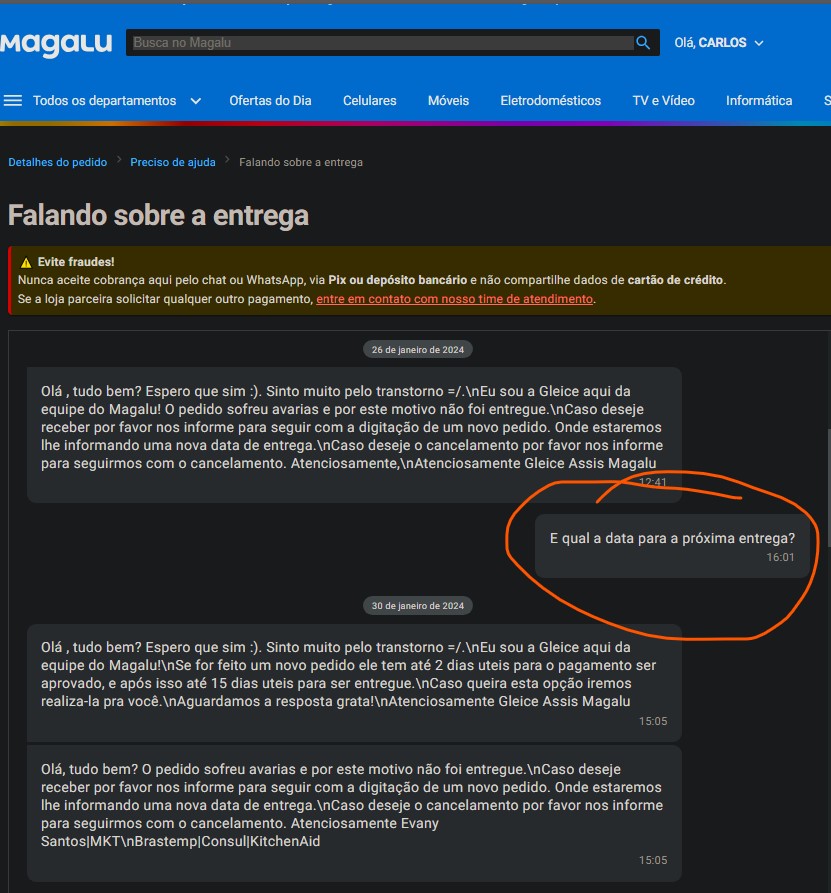 Magalu
Busca no Magalu
Olá, CARLOS
Todos os departamentos
Ofertas do Dia
Celulares
Móveis
Eletrodomésticos
TV e Vídeo
Informática
S
Detalhes do pedido > Preciso de ajuda > Falando sobre a entrega
Falando sobre a entrega
⚠ Evite fraudes!
Nunca aceite cobrança aqui pelo chat ou WhatsApp, via Pix ou depósito bancário e não compartilhe dados de cartão de crédito.
Se a loja parceira solicitar qualquer outro pagamento, entre em contato com nosso time de atendimento.
26 de janeiro de 2024
Olá , tudo bem? Espero que sim :). Sinto muito pelo transtorno =/.\nEu sou a Gleice aqui da
equipe do Magalu! O pedido sofreu avarias e por este motivo não foi entregue.\nCaso deseje
receber por favor nos informe para seguir com a digitação de um novo pedido. Onde estaremos
lhe informando uma nova data de entrega.\nCaso deseje o cancelamento por favor nos informe
para seguirmos com o cancelamento. Atenciosamente,\nAtenciosamente Gleice Assis Magalu
12:41
E qual a data para a próxima entrega?
16:01
30 de janeiro de 2024
Olá , tudo bem? Espero que sim :). Sinto muito pelo transtorno =/.\nEu sou a Gleice aqui da
equipe do Magalu!\nSe for feito um novo pedido ele tem até 2 dias uteis para o pagamento ser
aprovado, e após isso até 15 dias uteis para ser entregue.\nCaso queira esta opção iremos
realiza-la pra você.\nAguardamos a resposta grata!\nAtenciosamente Gleice Assis Magalu
15:05
Olá, tudo bem? O pedido sofreu avarias e por este motivo não foi entregue.\nCaso deseje
receber por favor nos informe para seguir com a digitação de um novo pedido. Onde estaremos
lhe informando uma nova data de entrega.\nCaso deseje o cancelamento por favor nos informe
para seguirmos com o cancelamento. Atenciosamente Evany
Santos|MKT\nBrastemp|Consul|KitchenAid
15:05